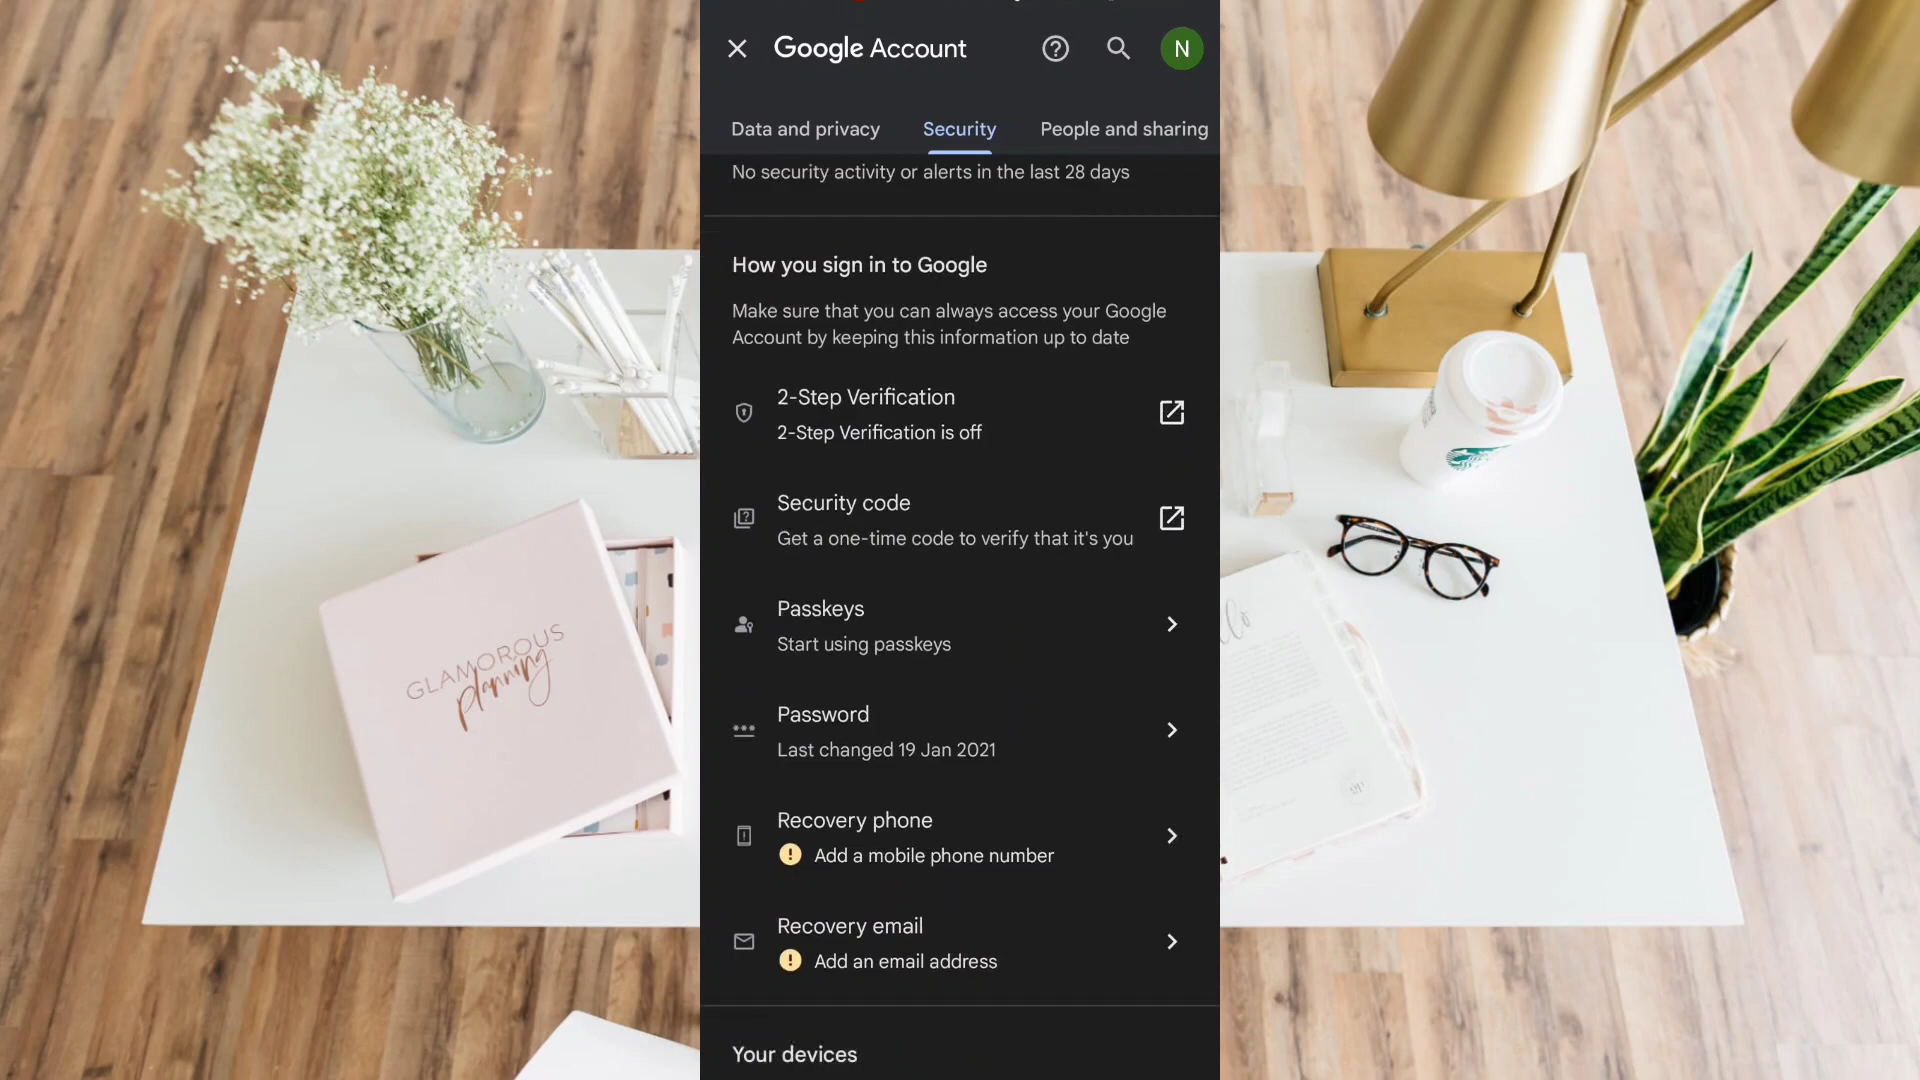 Google Account
N
Data and privacy
Security
People and sharing
No security activity or alerts in the last 28 days
How you sign in to Google
Make sure that you can always access your Google
Account by keeping this information up to date
2-Step Verification
2-Step Verification is off
Security code
Get a one-time code to verify that it's you
Passkeys
Start using passkeys
Password
Last changed 19 Jan 2021
Recovery phone
Add a mobile phone number
Recovery email
Add an email address
Your devices
GLAMOROUS
planning